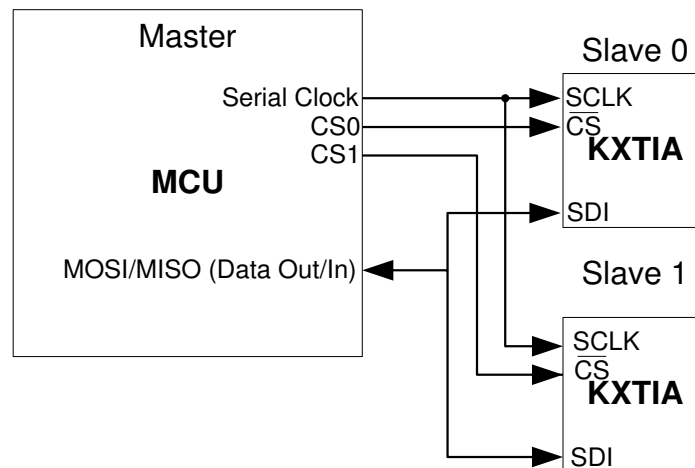 Master
Serial Clock
CS0
CS1
MCU
MOSI/MISO (Data Out/In)
Slave 0
SCLK
CS
KXTIA
SDI
Slave 1
SCLK
CS
KXTIA
SDI